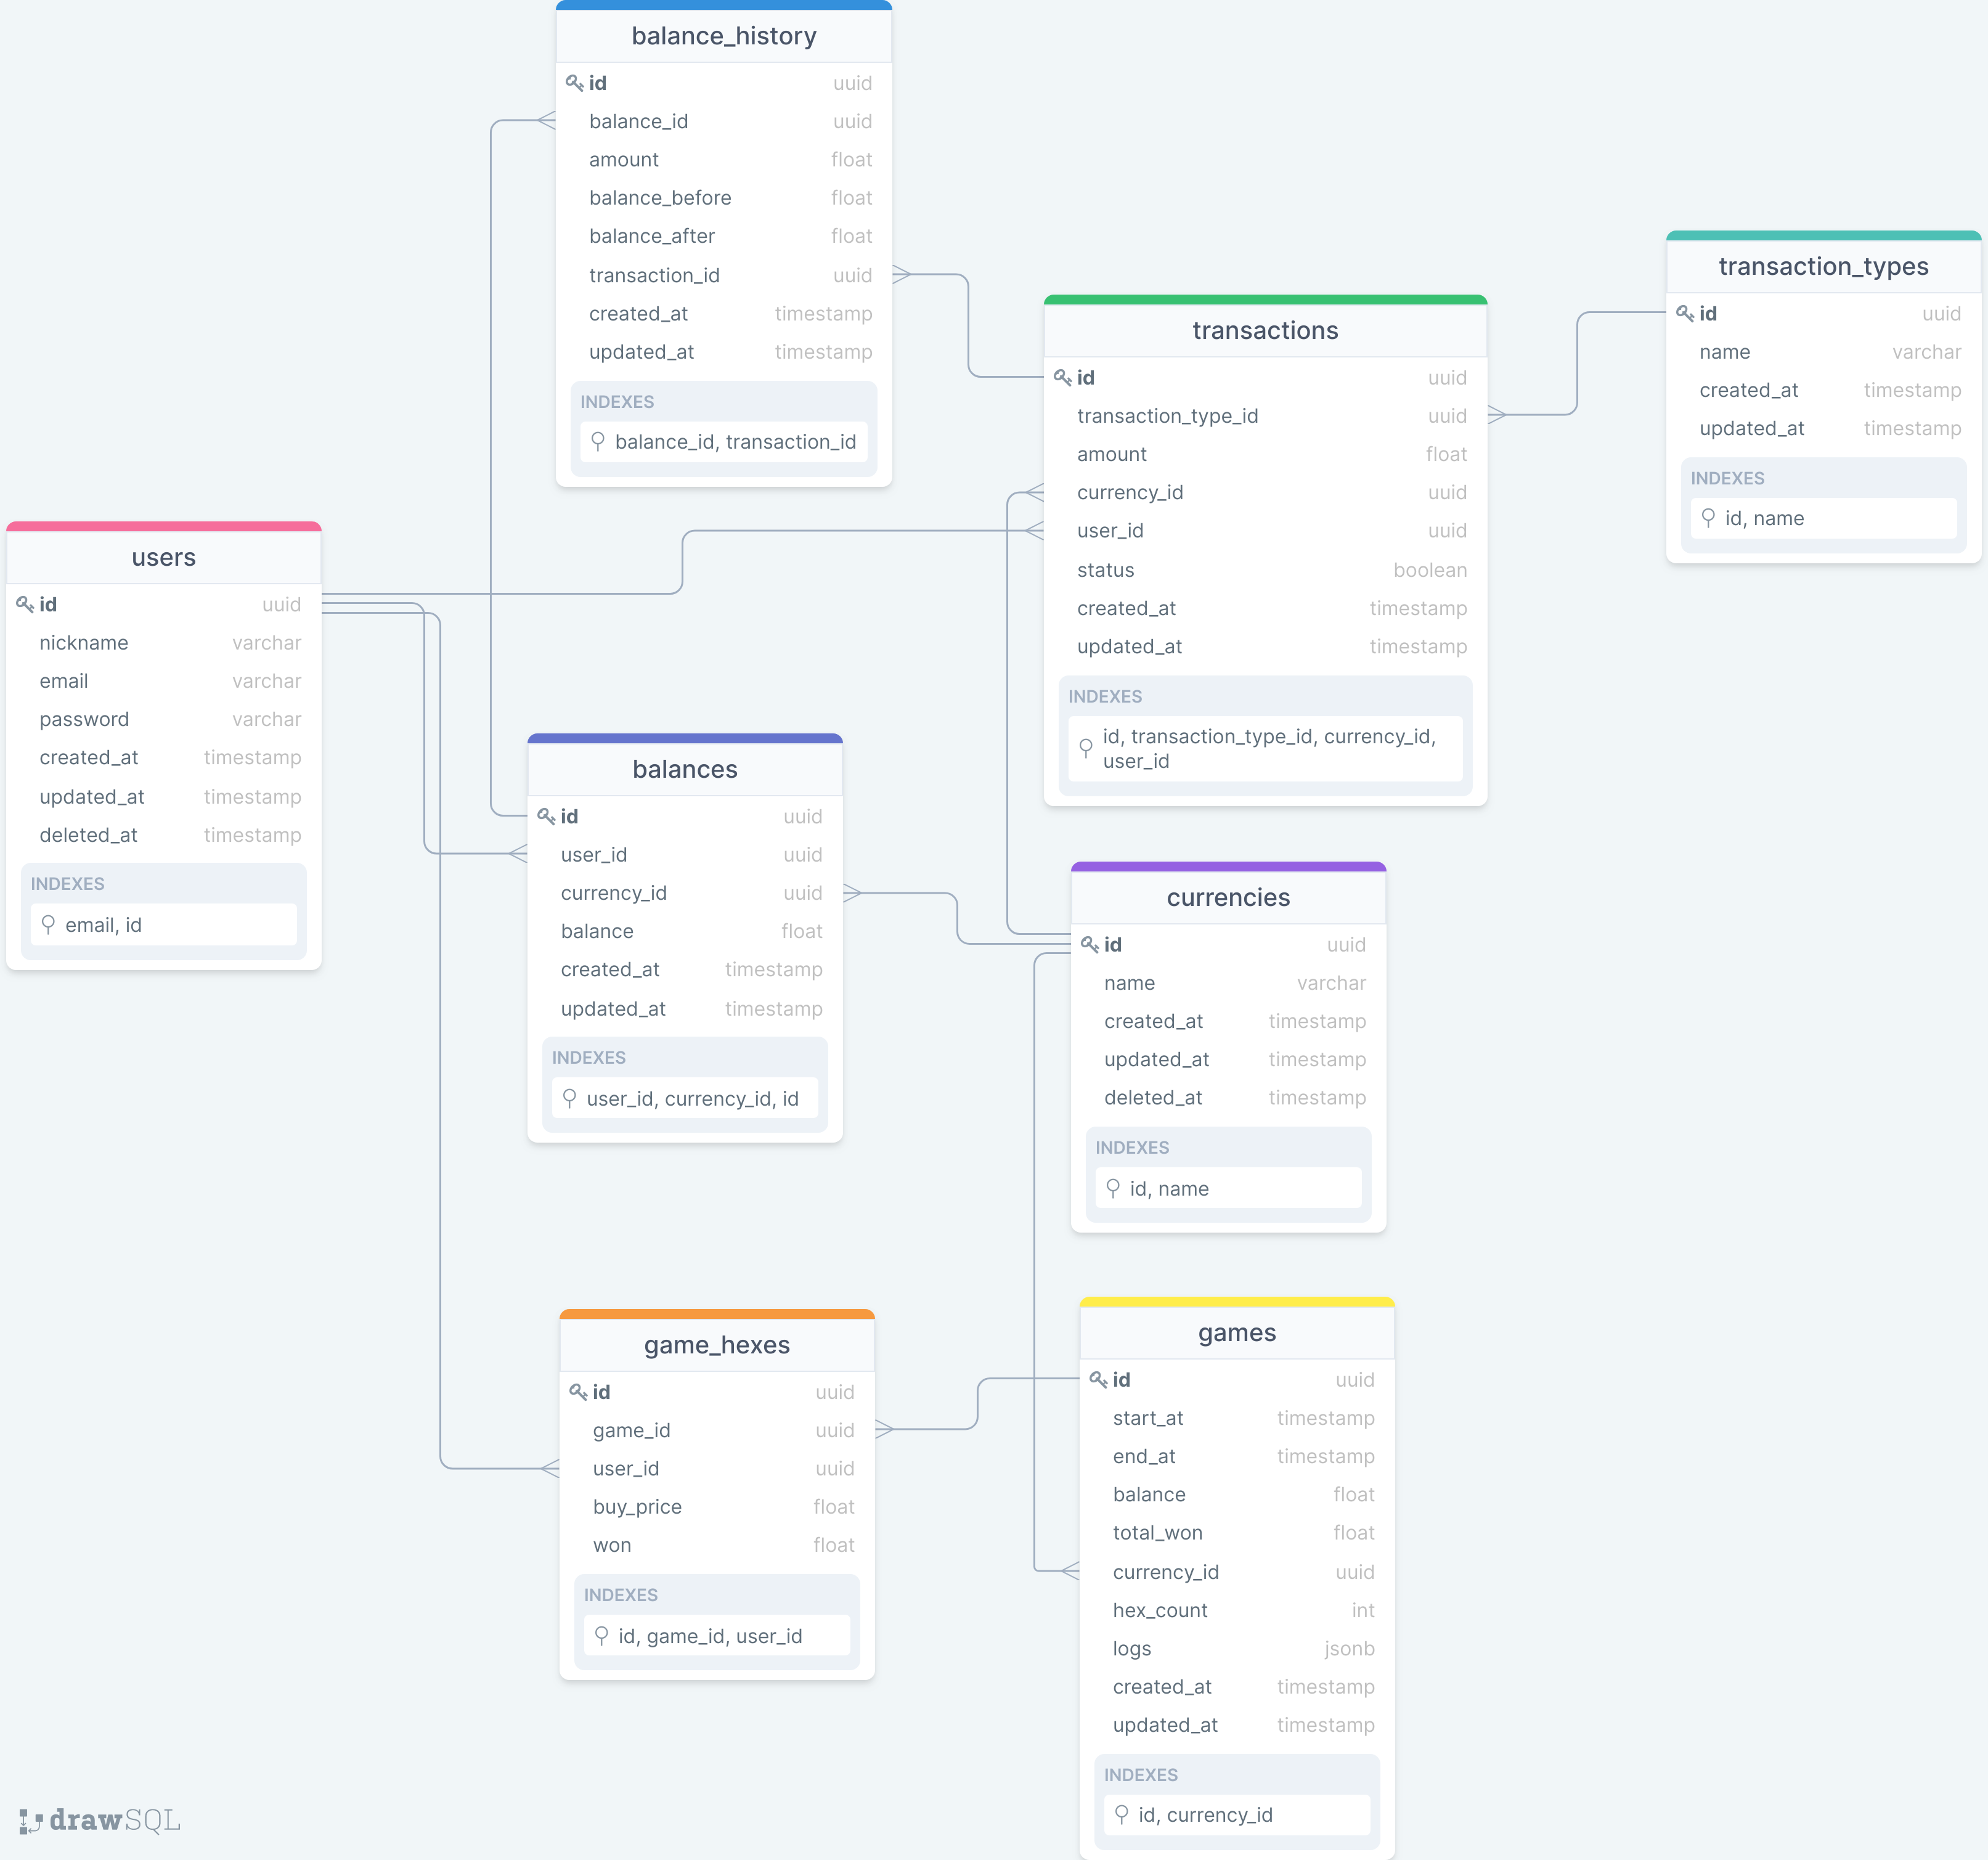 balance_history
id uuid
balance_id uuid
amount float
balance_before float
balance_after float
transaction_id uuid
created_at timestamp
updated_at timestamp
INDEXES
balance_id, transaction_id
transaction_types
id uuid
name varchar
created_at timestamp
updated_at timestamp
INDEXES
id, name
transactions
id uuid
transaction_type_id uuid
amount float
currency_id uuid
user_id uuid
status boolean
created_at timestamp
updated_at timestamp
INDEXES
id, transaction_type_id, currency_id,
user_id
users
id uuid
nickname varchar
email varchar
password varchar
created_at timestamp
updated_at timestamp
deleted_at timestamp
INDEXES
email, id
balances
id uuid
user_id uuid
currency_id uuid
balance float
created_at timestamp
updated_at timestamp
INDEXES
user_id, currency_id, id
currencies
id uuid
name varchar
created_at timestamp
updated_at timestamp
deleted_at timestamp
INDEXES
id, name
game_hexes
id uuid
game_id uuid
user_id uuid
buy_price float
won float
INDEXES
id, game_id, user_id
games
id uuid
start_at timestamp
end_at timestamp
balance float
total_won float
currency_id uuid
hex_count int
logs jsonb
created_at timestamp
updated_at timestamp
INDEXES
id, currency_id
drawSQL